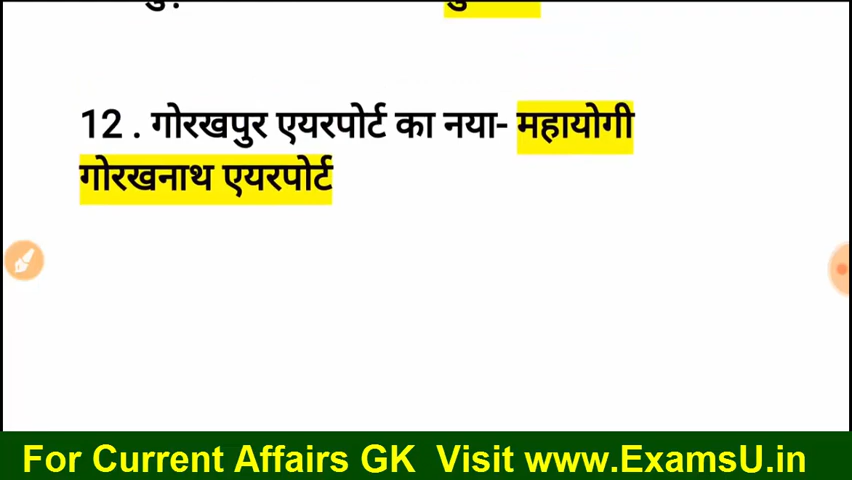 12 . गोरखपुर एयरपोर्ट का नया- महायोगी
गोरखनाथ एयरपोर्ट
For Current Affairs GK  Visit www.ExamsU.in